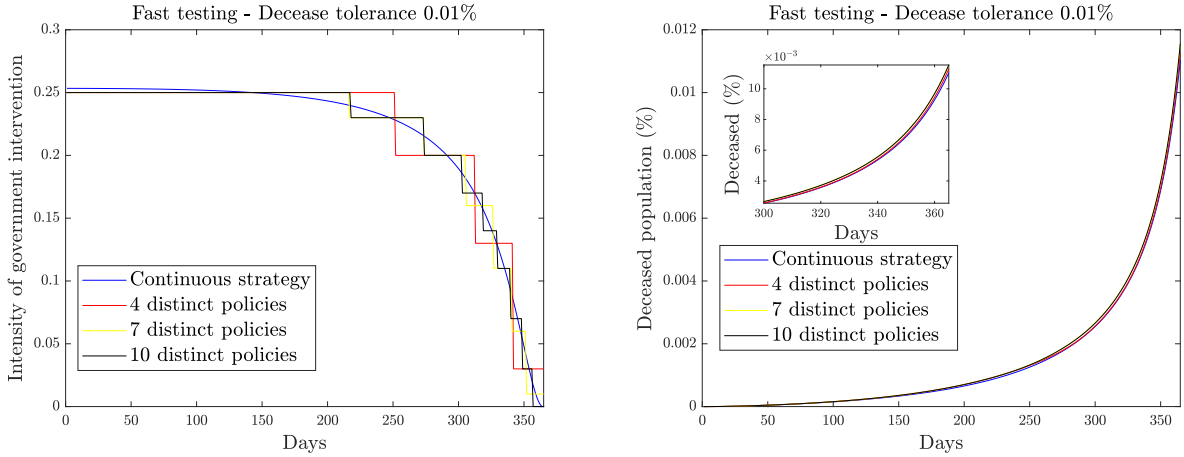 Fast testing - Decease tolerance 0.01%
Intensity of government intervention
0.3
0.25
0.2
0.15
0.1
0.05
0
Continuous strategy
4 distinct policies
7 distinct policies
10 distinct policies
0 50 100 150 200 250 300 350
Days
Fast testing - Decease tolerance 0.01%
Deceased population (%)
0.012
0.01
0.008
0.006
0.004
0.002
0
×10⁻³
Deceased (%)
10
8
6
4
300 320 340 360
Days
Continuous strategy
4 distinct policies
7 distinct policies
10 distinct policies
0 50 100 150 200 250 300 350
Days